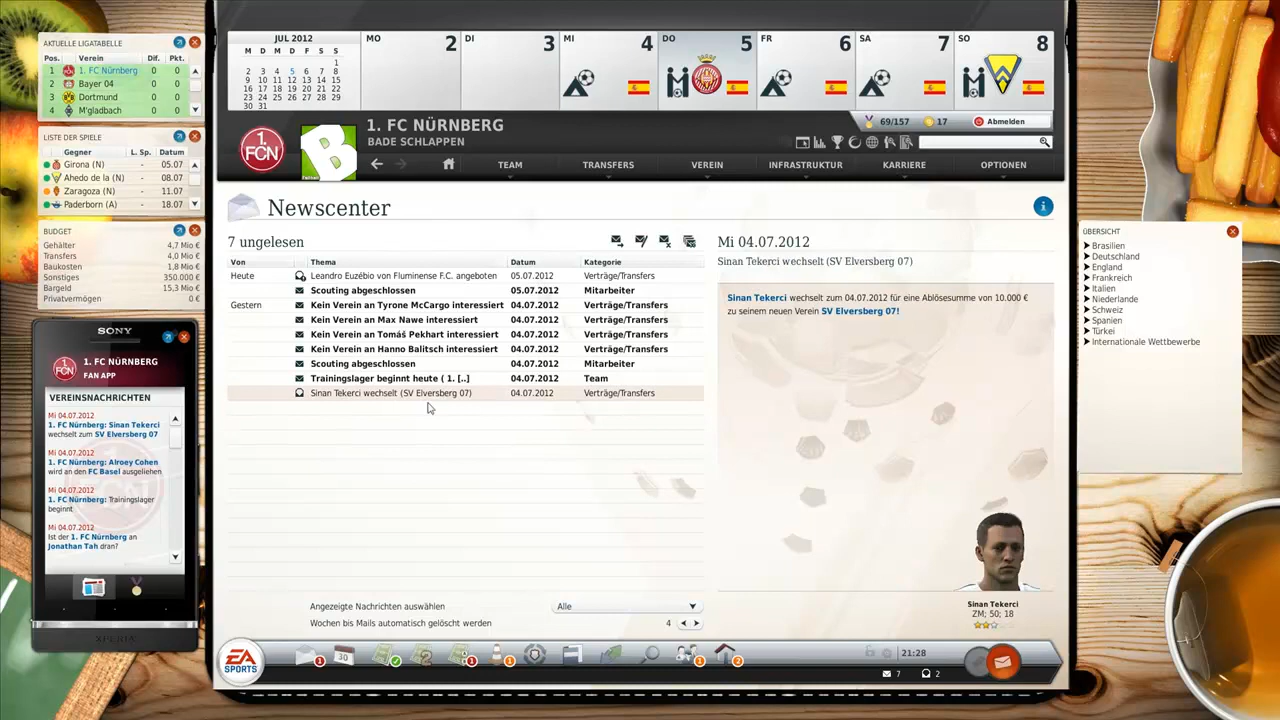 AKTUELLE LIGATABELLE
Pos. Verein Dif. Pkt.
1 1. FC Nürnberg 0 0
2 Bayer 04 0 0
3 Dortmund 0 0
4 M'gladbach 0 0
LISTE DER SPIELE
Gegner L. Sp. Datum
Girona (N) - 05.07
Ahedo de la (N) - 08.07
Zaragoza (N) - 11.07
Paderborn (A) - 18.07
BUDGET
Gehälter 4,7 Mio €
Transfers 4,0 Mio €
Baukosten 1,8 Mio €
Sonstiges 350.000 €
Bargeld 15,3 Mio €
Privatvermögen 0 €
SONY
1. FC NÜRNBERG
FAN APP
VEREINSNACHRICHTEN
Mi 04.07.2012
1. FC Nürnberg: Sinan Tekerci
wechselt zum SV Elversberg 07
Mi 04.07.2012
1. FC Nürnberg: Alroey Cohen
wird an den FC Basel ausgeliehen
Mi 04.07.2012
1. FC Nürnberg: Trainingslager
beginnt
Mi 04.07.2012
Ist der 1. FC Nürnberg an
Jonathan Tah dran?
XPERIA
JUL 2012
M D M D F S S
1
2 3 4 5 6 7 8
9 10 11 12 13 14 15
16 17 18 19 20 21 22
23 24 25 26 27 28 29
30 31
MO 2
DI 3
MI 4
DO 5
FR 6
SA 7
SO 8
1. FC NÜRNBERG
BADE SCHLAPPEN
69/157 17 Abmelden
TEAM TRANSFERS VEREIN INFRASTRUKTUR KARRIERE OPTIONEN
Newscenter
7 ungelesen
Von Thema Datum Kategorie
Heute Leandro Euzébio von Fluminense F.C. angeboten 05.07.2012 Verträge/Transfers
Scouting abgeschlossen 05.07.2012 Mitarbeiter
Gestern Kein Verein an Tyrone McCargo interessiert 04.07.2012 Verträge/Transfers
Kein Verein an Max Nawe interessiert 04.07.2012 Verträge/Transfers
Kein Verein an Tomáš Pekhart interessiert 04.07.2012 Verträge/Transfers
Kein Verein an Hanno Balitsch interessiert 04.07.2012 Verträge/Transfers
Scouting abgeschlossen 04.07.2012 Mitarbeiter
Trainingslager beginnt heute ( 1. [..] 04.07.2012 Team
Sinan Tekerci wechselt (SV Elversberg 07) 04.07.2012 Verträge/Transfers
Angezeigte Nachrichten auswählen Alle
Wochen bis Mails automatisch gelöscht werden 4
Mi 04.07.2012
Sinan Tekerci wechselt (SV Elversberg 07)
Sinan Tekerci wechselt zum 04.07.2012 für eine Ablösesumme von 10.000 €
zu seinem neuen Verein SV Elversberg 07!
Sinan Tekerci
ZM; 50; 18
EA SPORTS
21:28
7 2
ÜBERSICHT
Brasilien
Deutschland
England
Frankreich
Italien
Niederlande
Schweiz
Spanien
Türkei
Internationale Wettbewerbe